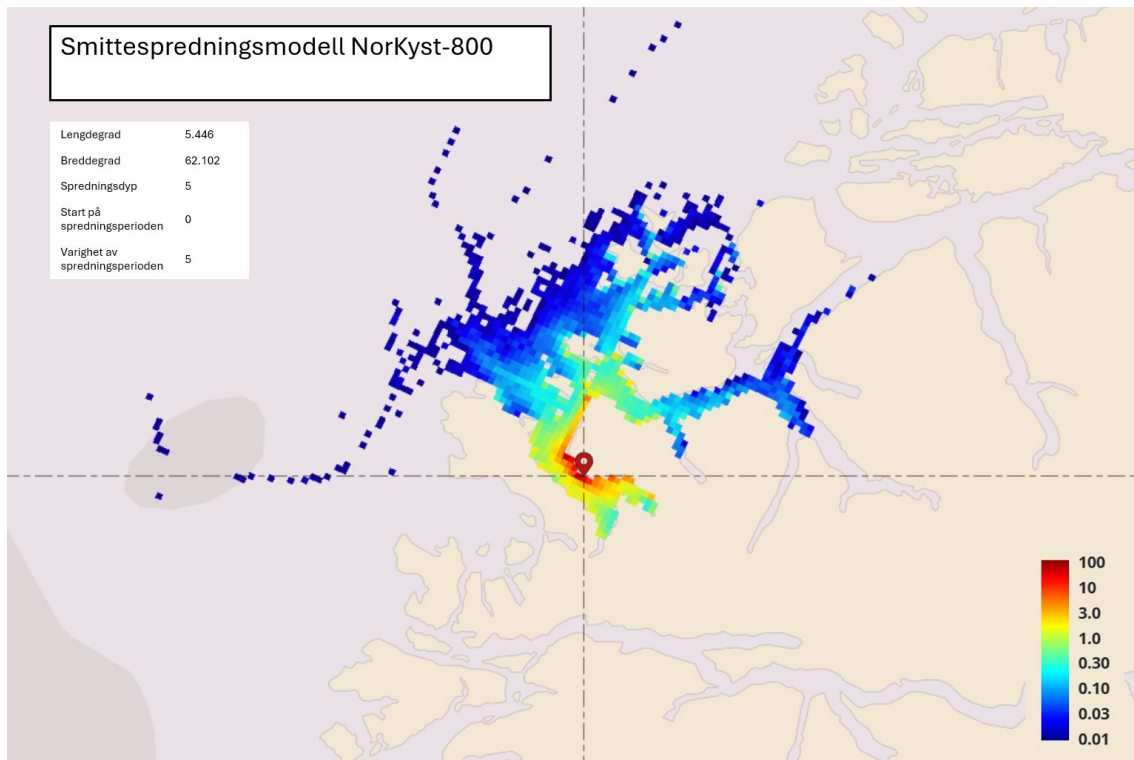 Smittespredningsmodell NorKyst-800
Lengdegrad 5.446
Breddegrad 62.102
Spredningsdyp 5
Start på
spredningsperioden 0
Varighet av
spredningsperioden 5
100
10
3.0
1.0
0.30
0.10
0.03
0.01